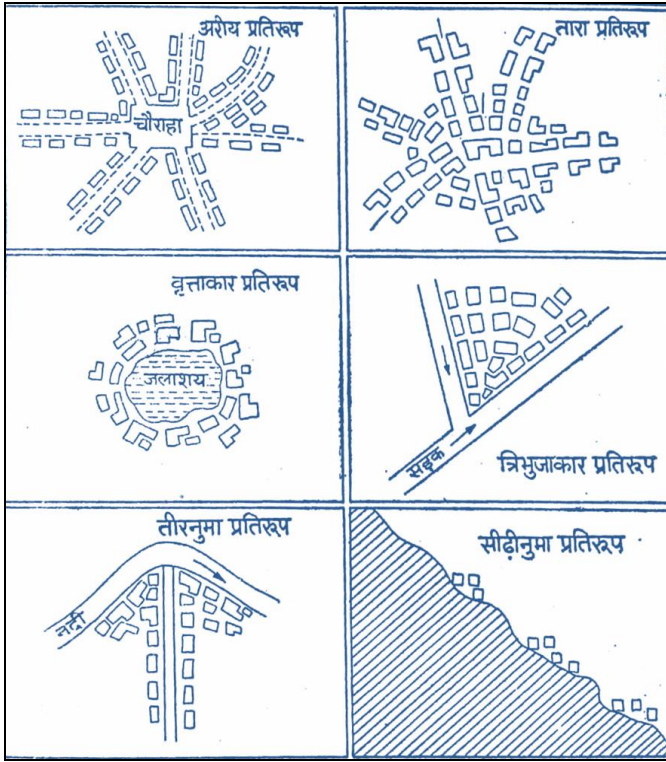 अरीय प्रतिरूप
चौराहा
तारा प्रतिरूप
वृत्ताकार प्रतिरूप
जलाशय
सड़क
त्रिभुजाकार प्रतिरूप
तीरनुमा प्रतिरूप
नदी
सीढ़ीनुमा प्रतिरूप